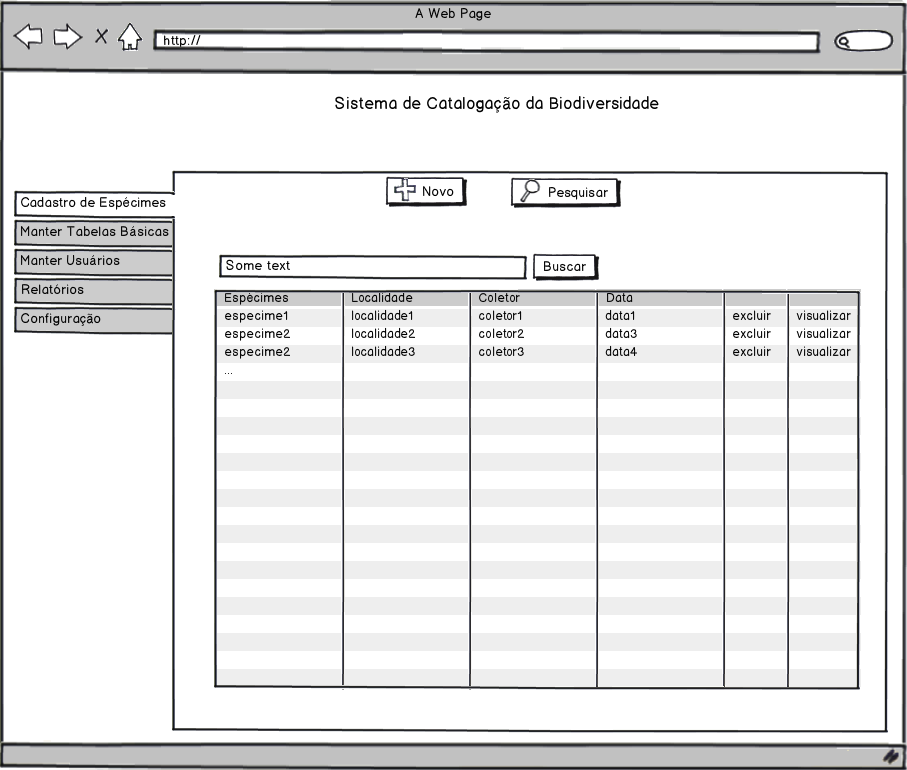 A Web Page
http://
Sistema de Catalogação da Biodiversidade
Novo
Pesquisar
Cadastro de Espécimes
Manter Tabelas Básicas
Manter Usuários
Relatórios
Configuração
Some text
Buscar
Espécimes Localidade Coletor Data
especime1 localidade1 coletor1 data1 excluir visualizar
especime2 localidade2 coletor2 data3 excluir visualizar
especime2 localidade3 coletor3 data4 excluir visualizar
...